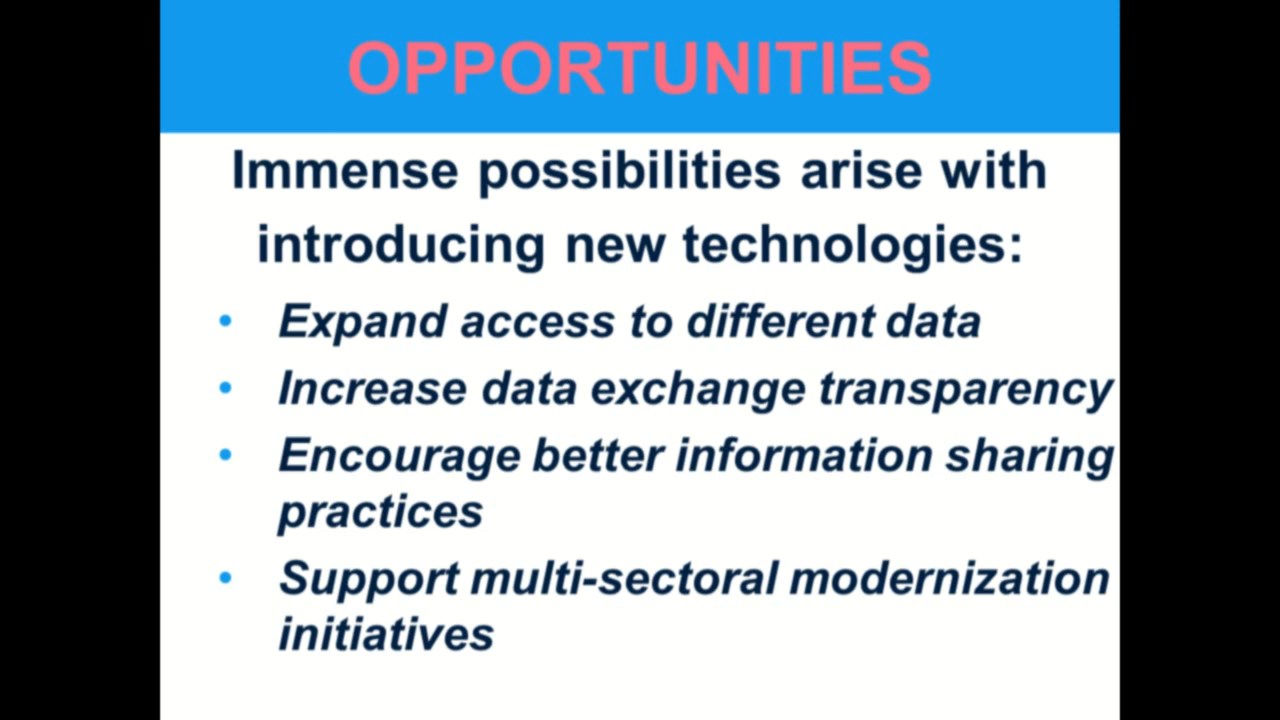 OPPORTUNITIES
Immense possibilities arise with
introducing new technologies:
• Expand access to different data
• Increase data exchange transparency
• Encourage better information sharing
practices
• Support multi-sectoral modernization
initiatives